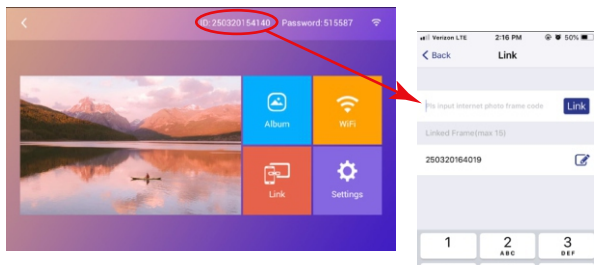 ID: 250320154140 Password:515587
Album
WiFi
Link
Settings
Verizon LTE 2:16 PM 50%
Back Link
Pls input internet photo frame code Link
Linked Frame(max 15)
250320164019
1 2 3
ABC DEF